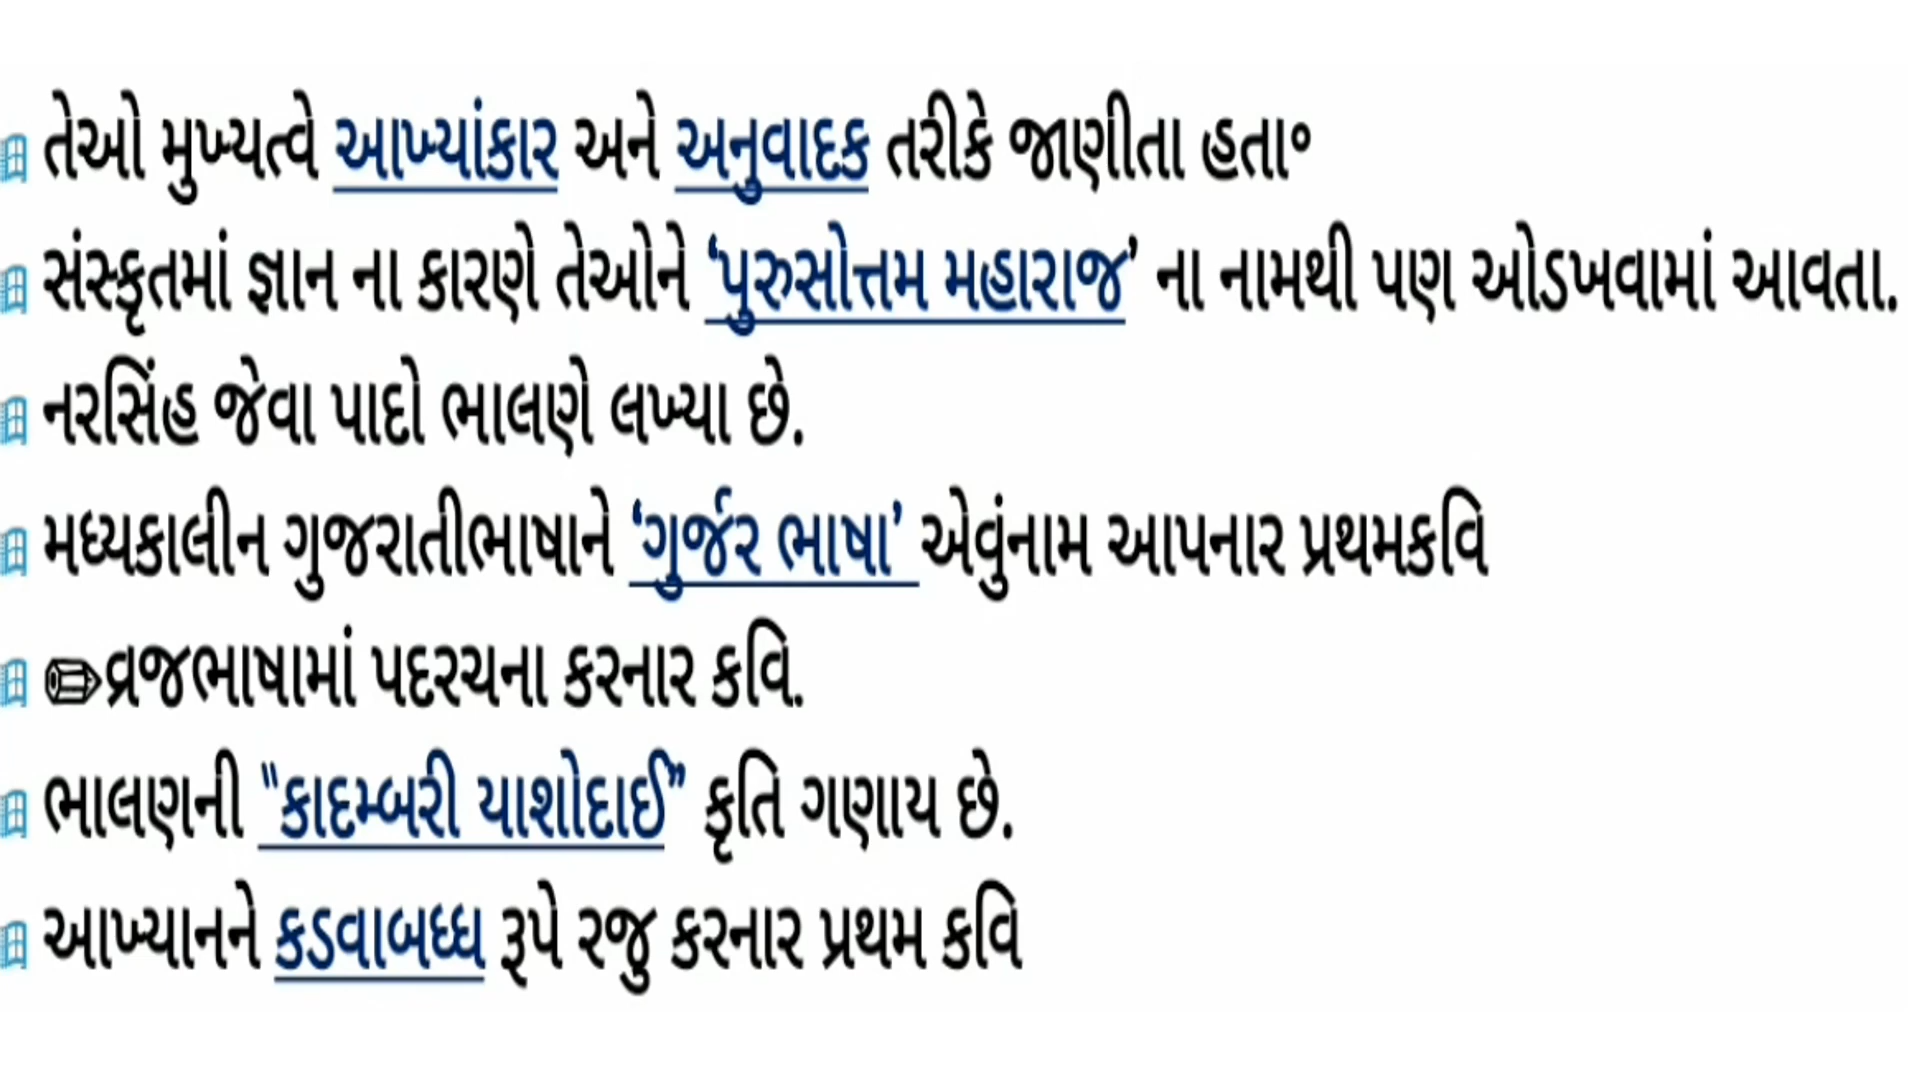 તેઓ મુખ્યત્વે આખ્યાંકાર અને અનુવાદક તરીકે જાણીતા હતા°
સંસ્કૃતમાં જ્ઞાન ના કારણે તેઓને ‘પુરુસોત્તમ મહારાજ’ ના નામથી પણ ઓડખવામાં આવતા.
નરસિંહ જેવા પાદો ભાલણે લખ્યા છે.
મધ્યકાલીન ગુજરાતીભાષાને ‘ગુર્જર ભાષા’ એવુંનામ આપનાર પ્રથમકવિ
✏વ્રજભાષામાં પદરચના કરનાર કવિ.
ભાલણની “કાદમ્બરી યાશોદાઈ” કૃતિ ગણાય છે.
આખ્યાનને કડવાબધ્ધ રૂપે રજુ કરનાર પ્રથમ કવિ